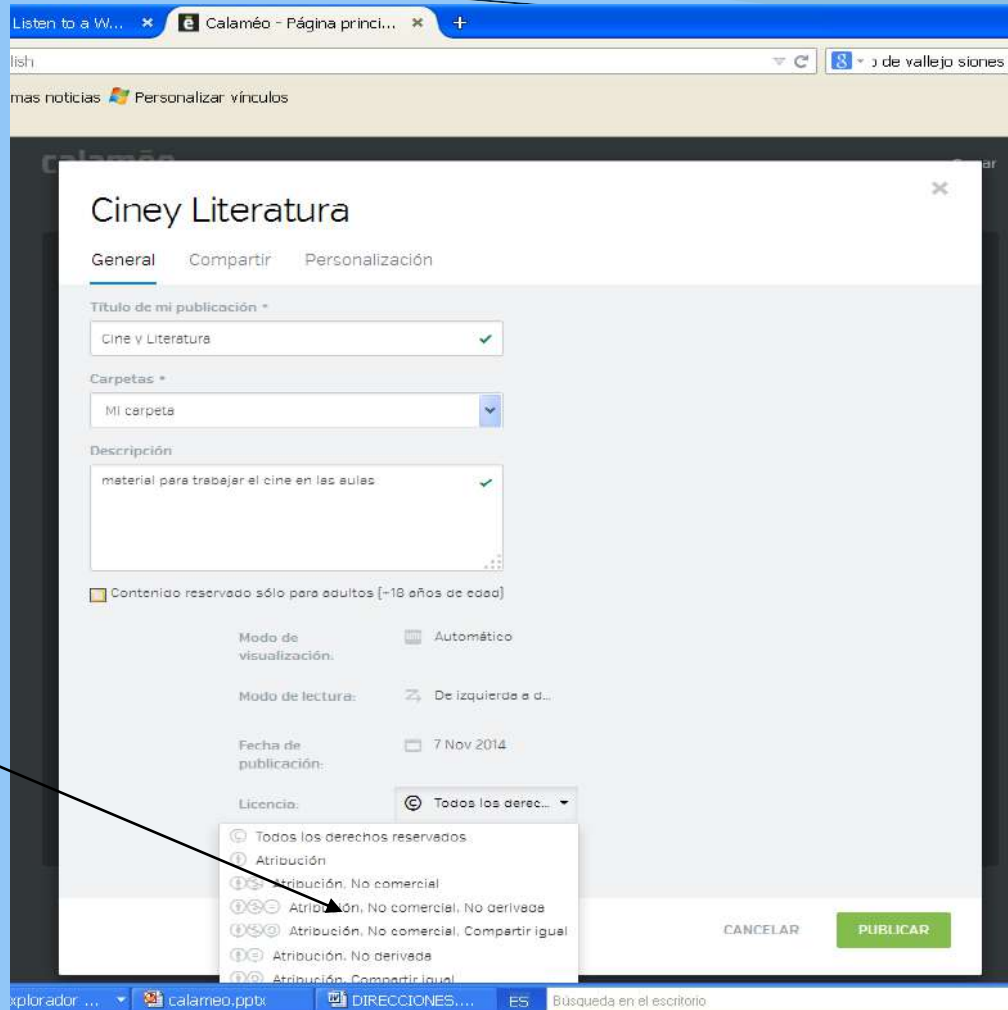 Listen to a W...
Calaméo - Página princi...
lish
de vallejo siones
mas noticias Personalizar vínculos
calaméo
Ciney Literatura
General Compartir Personalización
Título de mi publicación *
Cine y Literatura
Carpetas *
Mi carpeta
Descripción
material para trabajar el cine en las aulas
Contenido reservado sólo para adultos (-18 años de edad)
Modo de visualización: Automático
Modo de lectura: De izquierda a d...
Fecha de publicación: 7 Nov 2014
Licencia: Todos los derec...
Todos los derechos reservados
Atribución
Atribución, No comercial
Atribución, No comercial, No derivada
Atribución, No comercial, Compartir igual
Atribución, No derivada
Atribución, Compartir igual
CANCELAR PUBLICAR
xplorador ... calameo.pptx DIRECCIONES.... ES Búsqueda en el escritorio